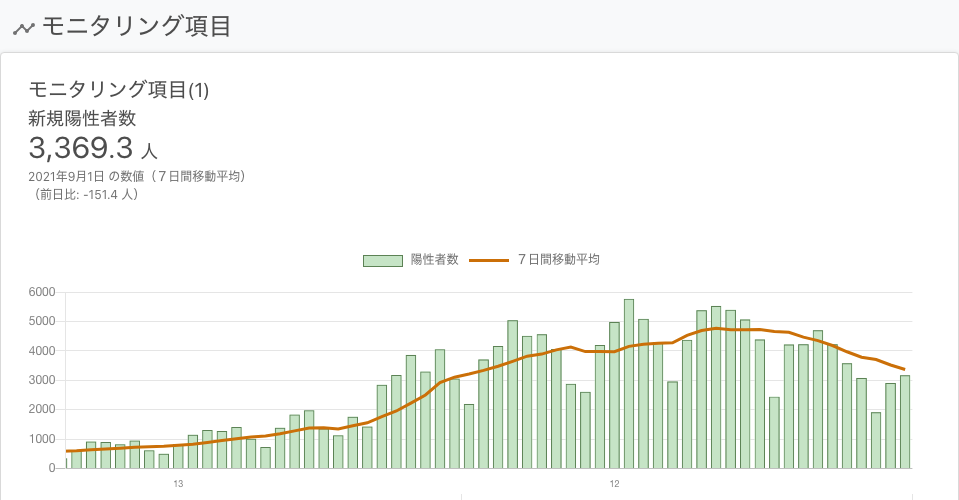 モニタリング項目
モニタリング項目(1)
新規陽性者数
3,369.3 人
2021年9月1日 の数値（７日間移動平均）
（前日比: -151.4 人）
陽性者数 ７日間移動平均
6000
5000
4000
3000
2000
1000
0
13 12